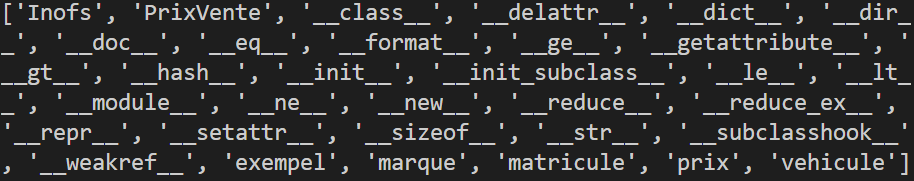 ['Inofs', 'PrixVente', '__class__', '__delattr__', '__dict__', '__dir_
_', '__doc__', '__eq__', '__format__', '__ge__', '__getattribute__', '
__gt__', '__hash__', '__init__', '__init_subclass__', '__le__', '__lt_
_', '__module__', '__ne__', '__new__', '__reduce__', '__reduce_ex__',
'__repr__', '__setattr__', '__sizeof__', '__str__', '__subclasshook__'
, '__weakref__', 'exempel', 'marque', 'matricule', 'prix', 'vehicule']